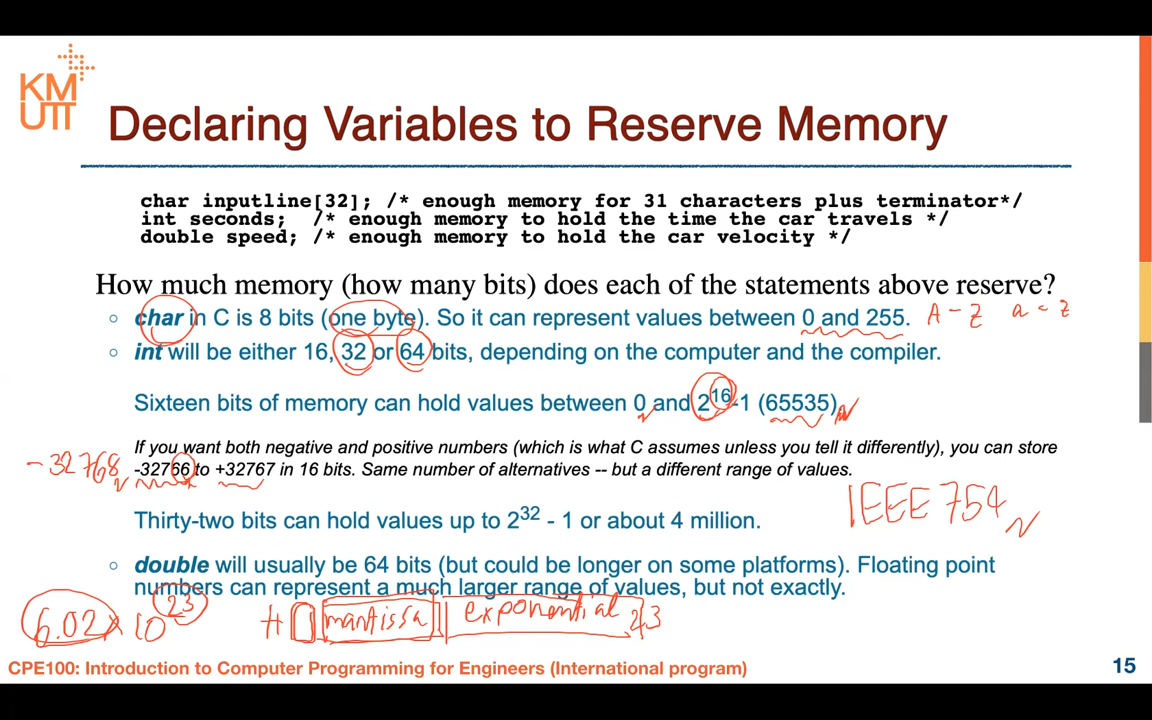 KM
UTT
Declaring Variables to Reserve Memory
char inputline[32]; /* enough memory for 31 characters plus terminator*/
int seconds; /* enough memory to hold the time the car travels */
double speed; /* enough memory to hold the car velocity */
How much memory (how many bits) does each of the statements above reserve?
○ char in C is 8 bits (one byte). So it can represent values between 0 and 255. A - Z a - z
○ int will be either 16, 32 or 64 bits, depending on the computer and the compiler.
Sixteen bits of memory can hold values between 0 and 2^16-1 (65535)
If you want both negative and positive numbers (which is what C assumes unless you tell it differently), you can store
-32768 -32766 to +32767 in 16 bits. Same number of alternatives -- but a different range of values.
IEEE 754
Thirty-two bits can hold values up to 2^32 - 1 or about 4 million.
○ double will usually be 64 bits (but could be longer on some platforms). Floating point
numbers can represent a much larger range of values, but not exactly.
6.02 x 10^23 + mantissa exponential 23
CPE100: Introduction to Computer Programming for Engineers (International program) 15